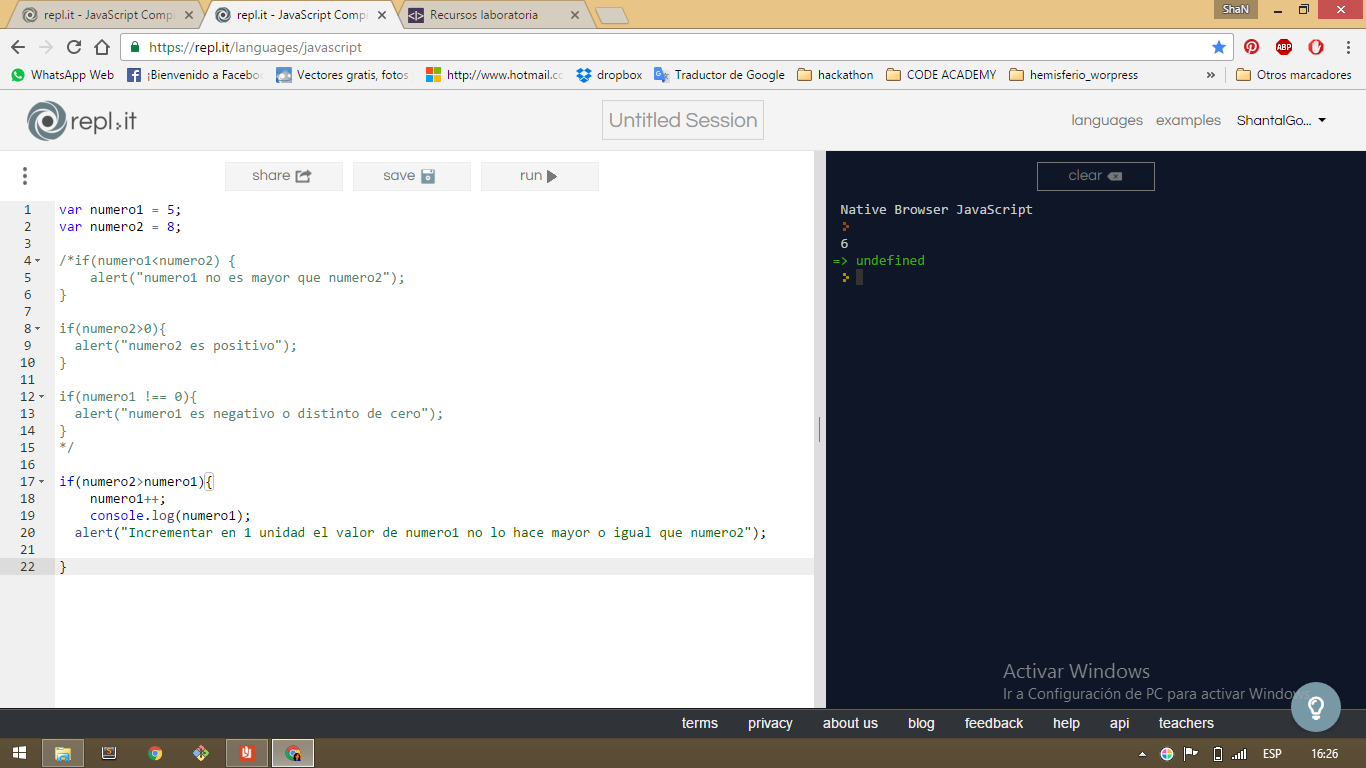 ShaN
repl.it - JavaScript Comp
repl.it - JavaScript Comp
Recursos laboratoria
https://repl.it/languages/javascript
WhatsApp Web
¡Bienvenido a Facebo
Vectores gratis, fotos
http://www.hotmail.cc
dropbox
Traductor de Google
hackathon
CODE ACADEMY
hemisferio_worpress
»
Otros marcadores
repl.it
Untitled Session
languages
examples
ShantalGo...
share
save
run
clear
1 var numero1 = 5;
2 var numero2 = 8;
3
4 /*if(numero1<numero2) {
5 alert("numero1 no es mayor que numero2");
6 }
7
8 if(numero2>0){
9 alert("numero2 es positivo");
10 }
11
12 if(numero1 !== 0){
13 alert("numero1 es negativo o distinto de cero");
14 }
15 */
16
17 if(numero2>numero1){
18 numero1++;
19 console.log(numero1);
20 alert("Incrementar en 1 unidad el valor de numero1 no lo hace mayor o igual que numero2");
21
22 }
Native Browser JavaScript
6
=> undefined
Activar Windows
Ir a Configuración de PC para activar Windows.
terms
privacy
about us
blog
feedback
help
api
teachers
ESP
16:26